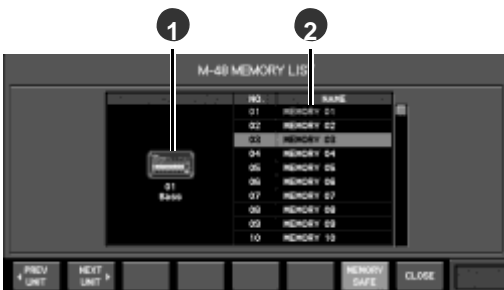 1 2
M-48 MEMORY LIST
NO. NAME
01 MEMORY 01
02 MEMORY 02
03 MEMORY 03
04 MEMORY 04
05 MEMORY 05
06 MEMORY 06
07 MEMORY 07
08 MEMORY 08
09 MEMORY 09
10 MEMORY 10
01
Bass
PREV UNIT
NEXT UNIT
MEMORY SAFE
CLOSE